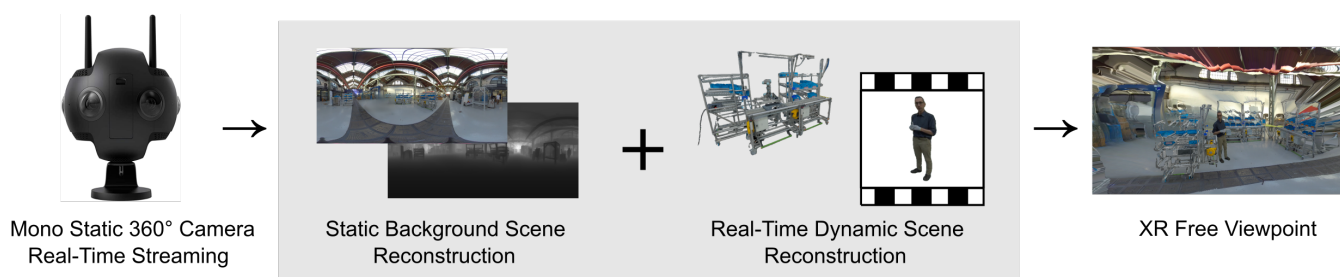 Mono Static 360° Camera
Real-Time Streaming
Static Background Scene
Reconstruction
Real-Time Dynamic Scene
Reconstruction
XR Free Viewpoint